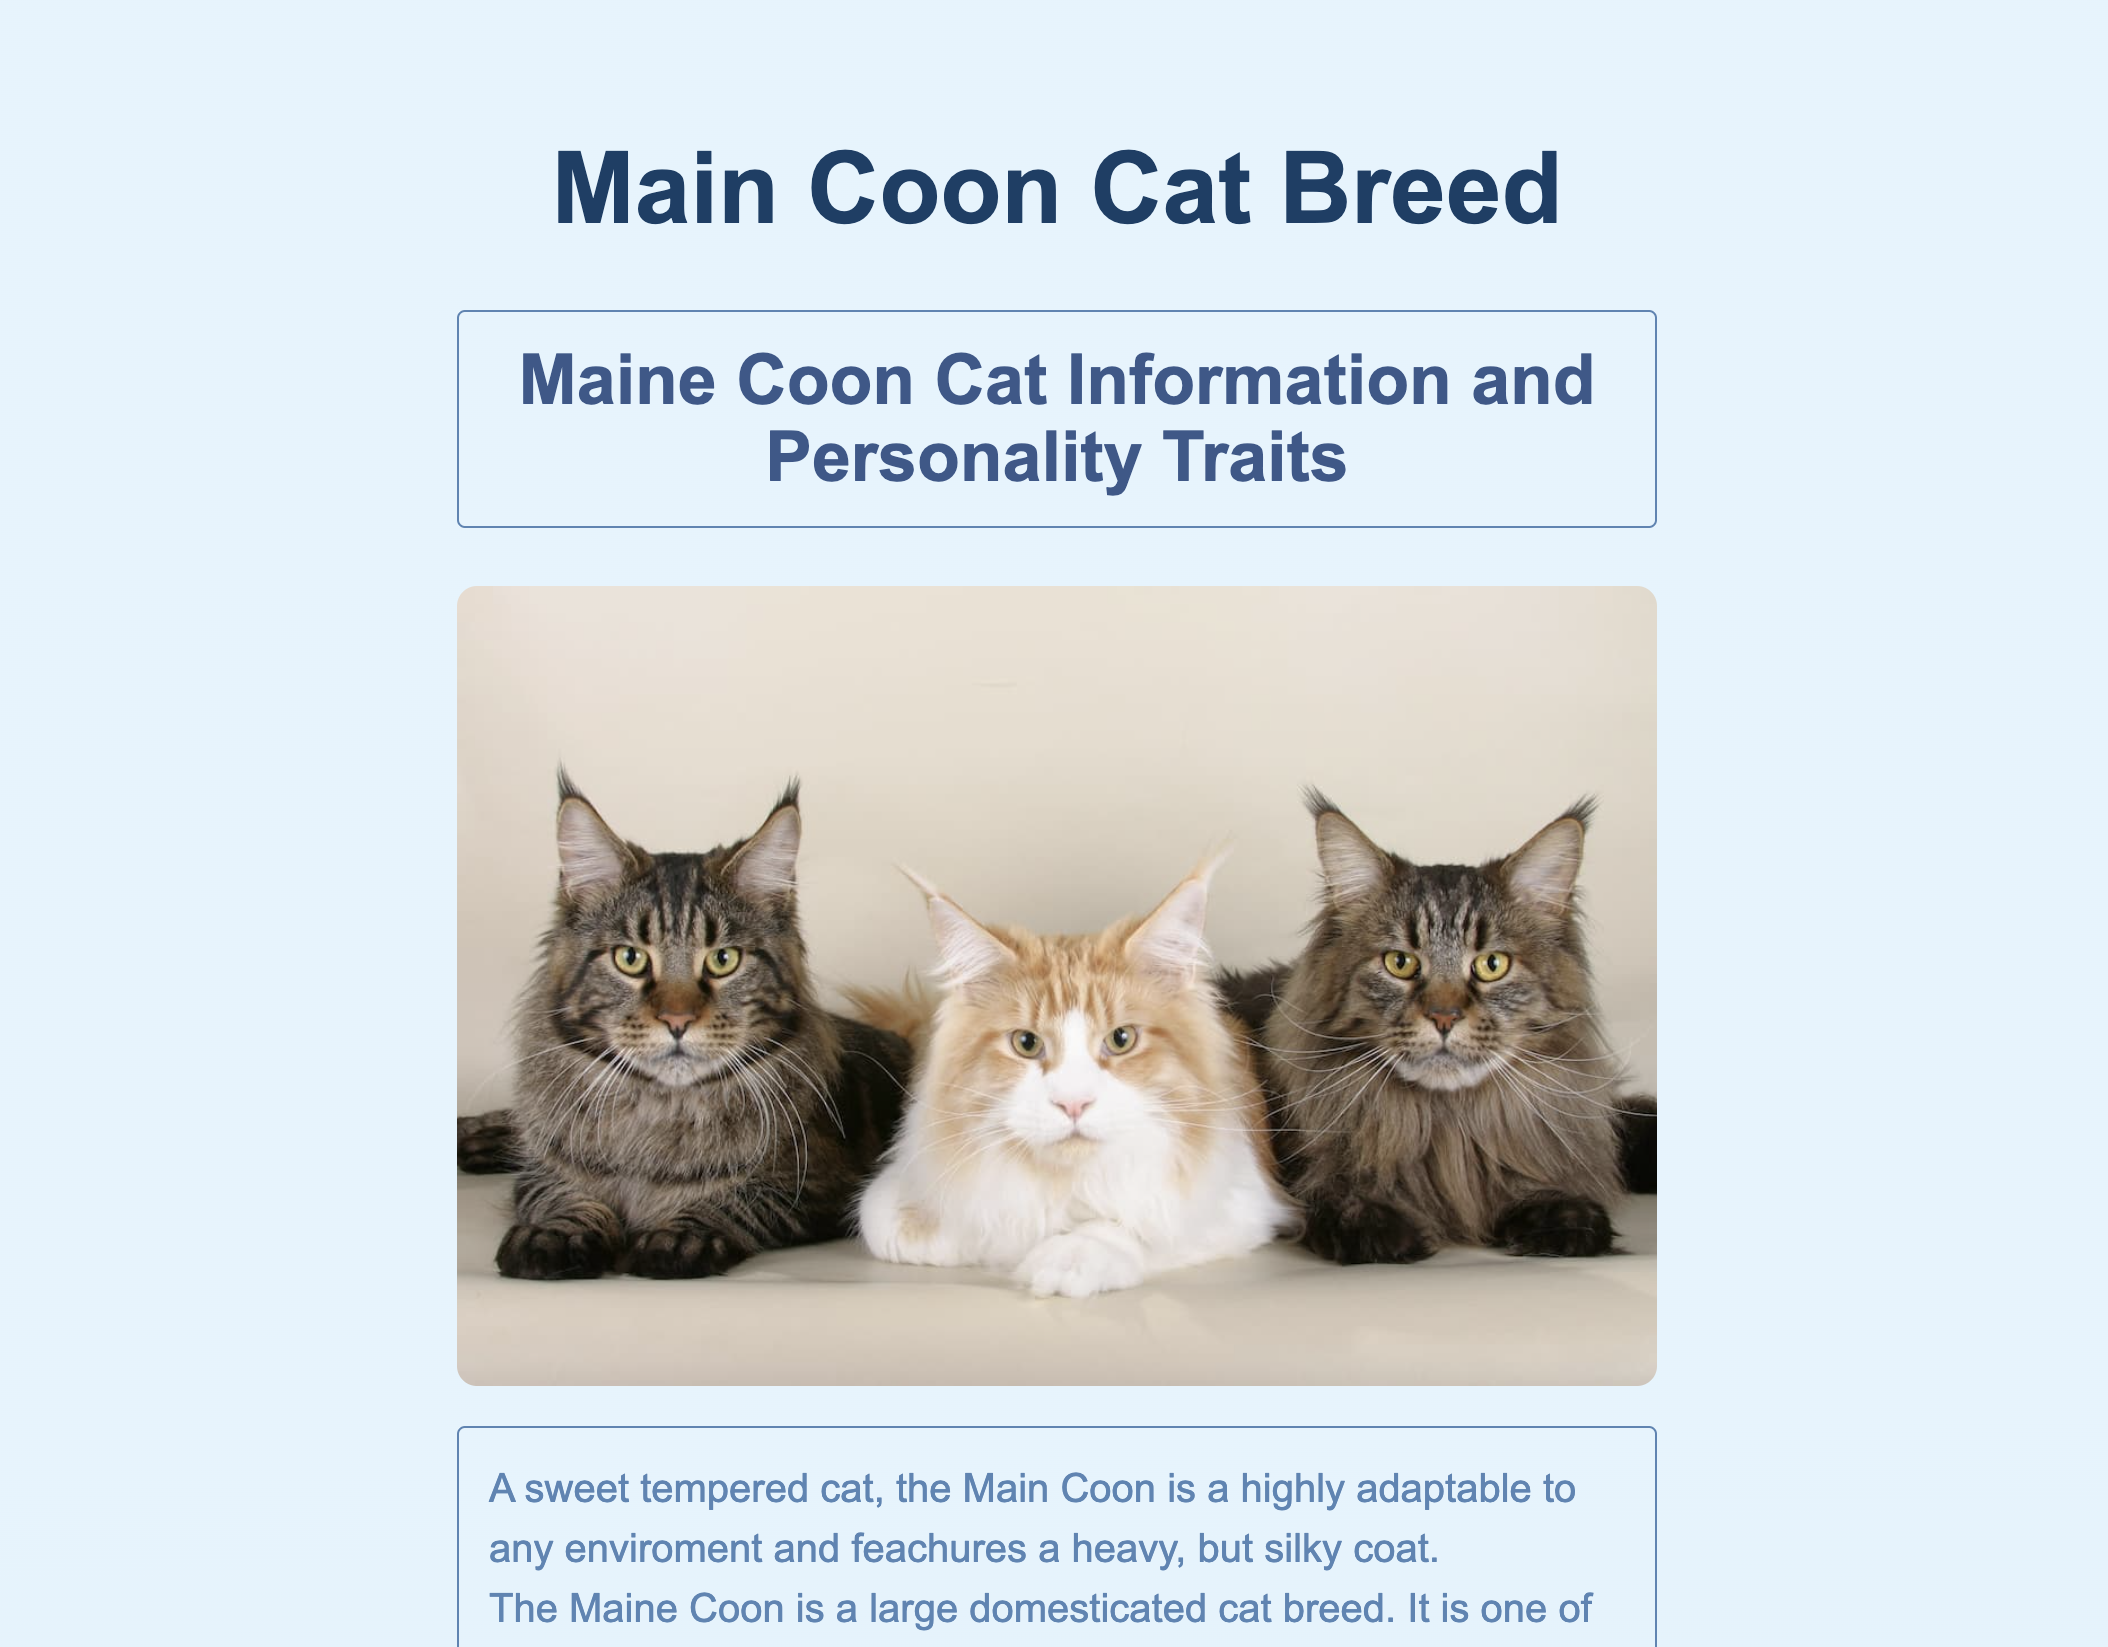 Main Coon Cat Breed
Maine Coon Cat Information and
Personality Traits
A sweet tempered cat, the Main Coon is a highly adaptable to
any enviroment and feachures a heavy, but silky coat.
The Maine Coon is a large domesticated cat breed. It is one of